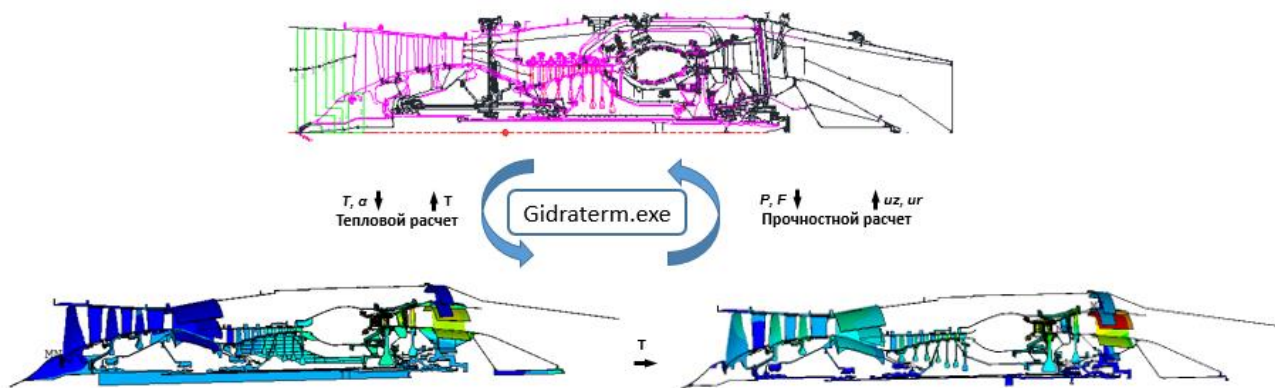 T, α T
Тепловой расчет
Gidraterm.exe
P, F uz, ur
Прочностной расчет
T